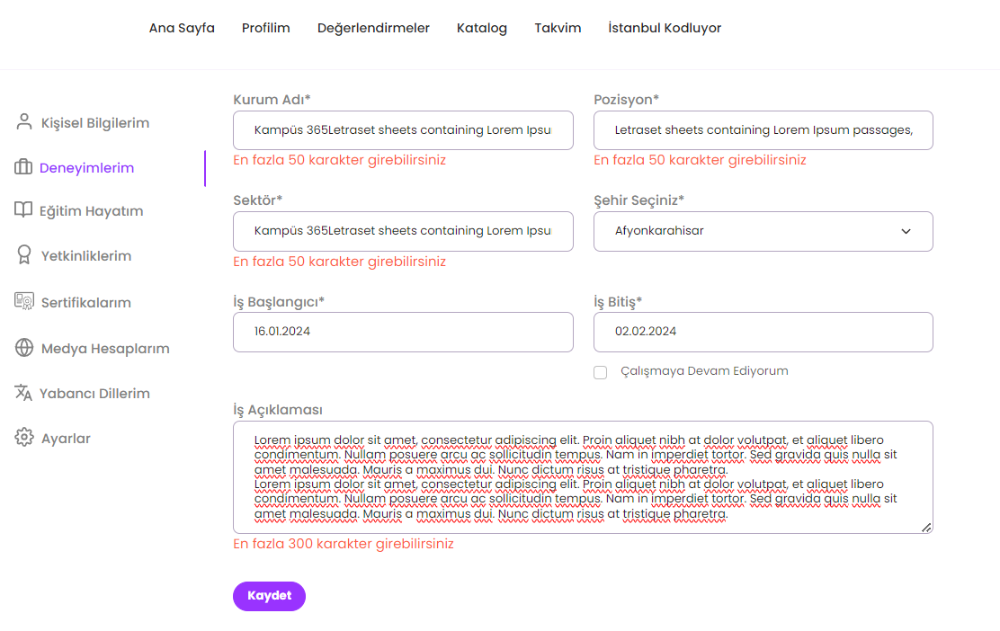 Ana Sayfa Profilim Değerlendirmeler Katalog Takvim İstanbul Kodluyor
Kişisel Bilgilerim
Deneyimlerim
Eğitim Hayatım
Yetkinliklerim
Sertifikalarım
Medya Hesaplarım
Yabancı Dillerim
Ayarlar
Kurum Adı*
Kampüs 365Letraset sheets containing Lorem Ipsu
En fazla 50 karakter girebilirsiniz
Pozisyon*
Letraset sheets containing Lorem Ipsum passages,
En fazla 50 karakter girebilirsiniz
Sektör*
Kampüs 365Letraset sheets containing Lorem Ipsu
En fazla 50 karakter girebilirsiniz
Şehir Seçiniz*
Afyonkarahisar
İş Başlangıcı*
16.01.2024
İş Bitiş*
02.02.2024
Çalışmaya Devam Ediyorum
İş Açıklaması
Lorem ipsum dolor sit amet, consectetur adipiscing elit. Proin aliquet nibh at dolor volutpat, et aliquet libero
condimentum. Nullam posuere arcu ac sollicitudin tempus. Nam in imperdiet tortor. Sed gravida quis nulla sit
amet malesuada. Mauris a maximus dui. Nunc dictum risus at tristique pharetra.
Lorem ipsum dolor sit amet, consectetur adipiscing elit. Proin aliquet nibh at dolor volutpat, et aliquet libero
condimentum. Nullam posuere arcu ac sollicitudin tempus. Nam in imperdiet tortor. Sed gravida quis nulla sit
amet malesuada. Mauris a maximus dui. Nunc dictum risus at tristique pharetra.
En fazla 300 karakter girebilirsiniz
Kaydet